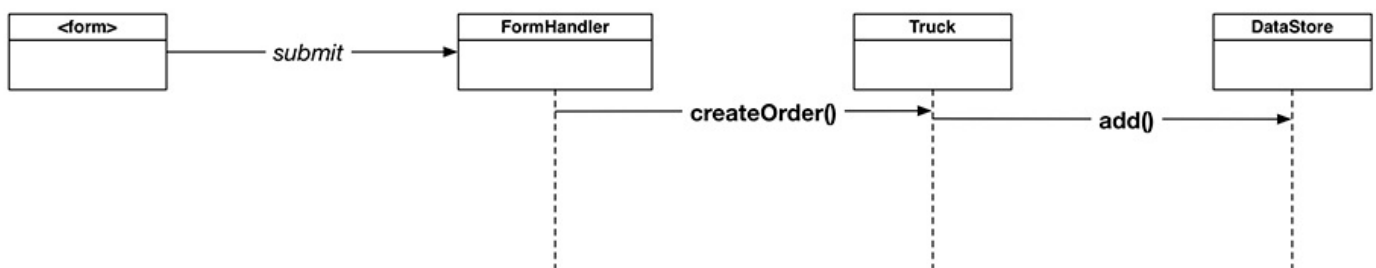 <form>
FormHandler
Truck
DataStore
submit
createOrder()
add()